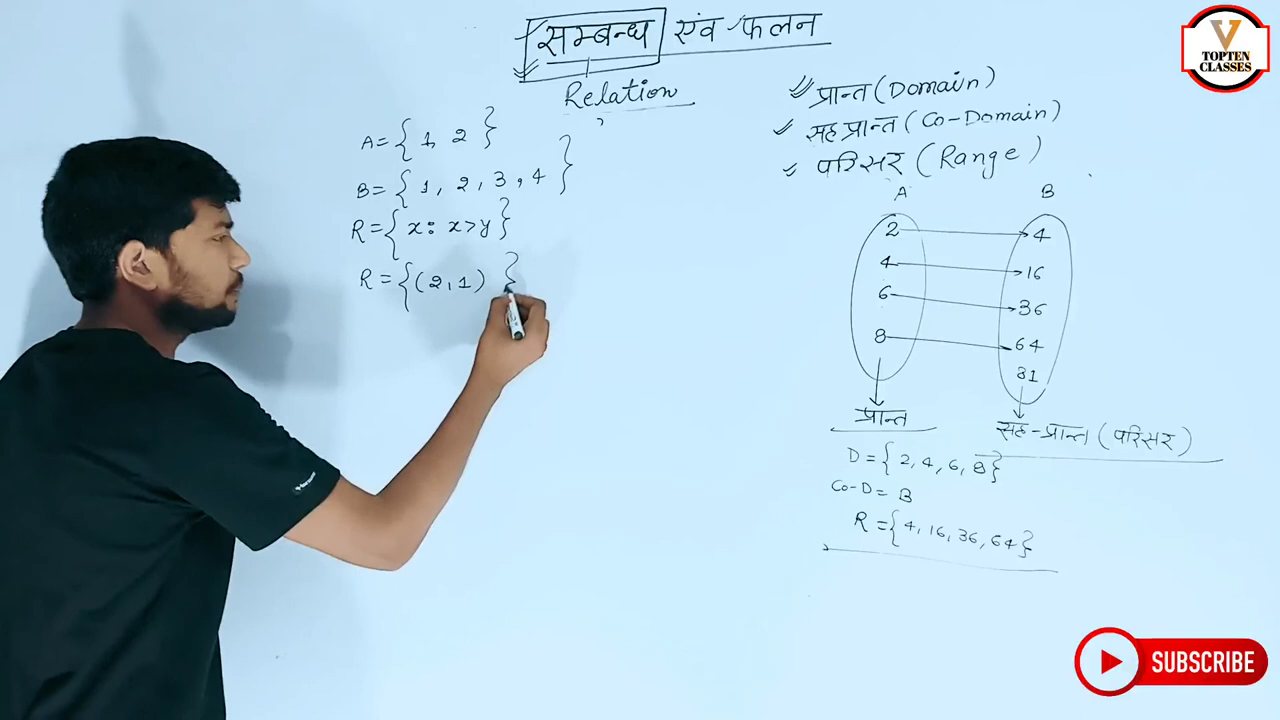 सम्बन्ध एंव फलन
Relation
A={1, 2}
B={1, 2, 3, 4}
R={x: x>y}
R={(2,1)}
प्रान्त (Domain)
सह प्रान्त (Co-Domain)
परिसर (Range)
A B
2 4
4 16
6 36
8 64
81
प्रान्त
सह-प्रान्त (परिसर)
D={2, 4, 6, 8}
Co-D= B
R={4, 16, 36, 64}
V
TOPTEN
CLASSES
SUBSCRIBE